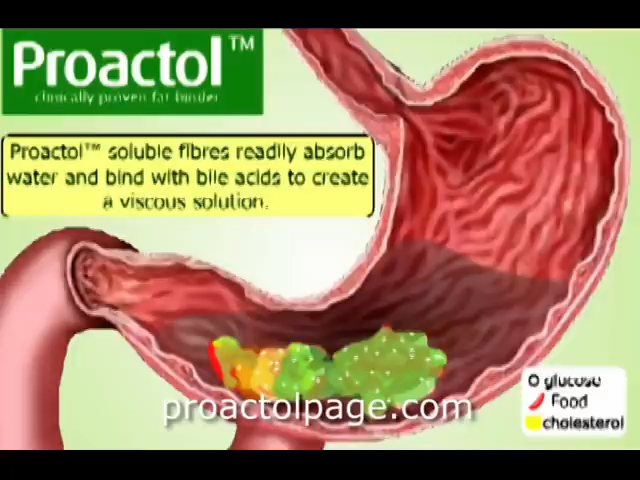 Proactol™
clinically proven fat binder
Proactol™ soluble fibres readily absorb
water and bind with bile acids to create
a viscous solution.
proactolpage.com
glucose
Food
cholesterol